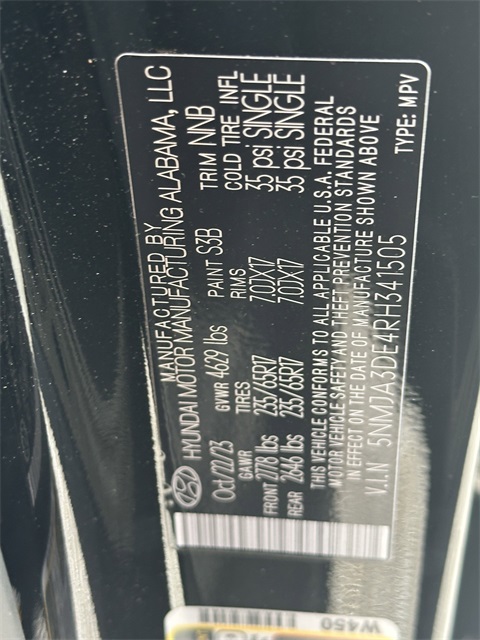 MANUFACTURED BY
HYUNDAI MOTOR MANUFACTURING ALABAMA, LLC
Oct/22/23 GVWR 4629 lbs PAINT S3B TRIM NNB
GAWR TIRES RIMS COLD TIRE INFL
FRONT 2778 lbs 235/65R17 7.0JX17 35 psi SINGLE
REAR 2646 lbs 235/65R17 7.0JX17 35 psi SINGLE
THIS VEHICLE CONFORMS TO ALL APPLICABLE U.S.A. FEDERAL
MOTOR VEHICLE SAFETY AND THEFT PREVENTION STANDARDS
IN EFFECT ON THE DATE OF MANUFACTURE SHOWN ABOVE
V.I.N 5NMJA3DE4RH341505 TYPE: MPV
W450